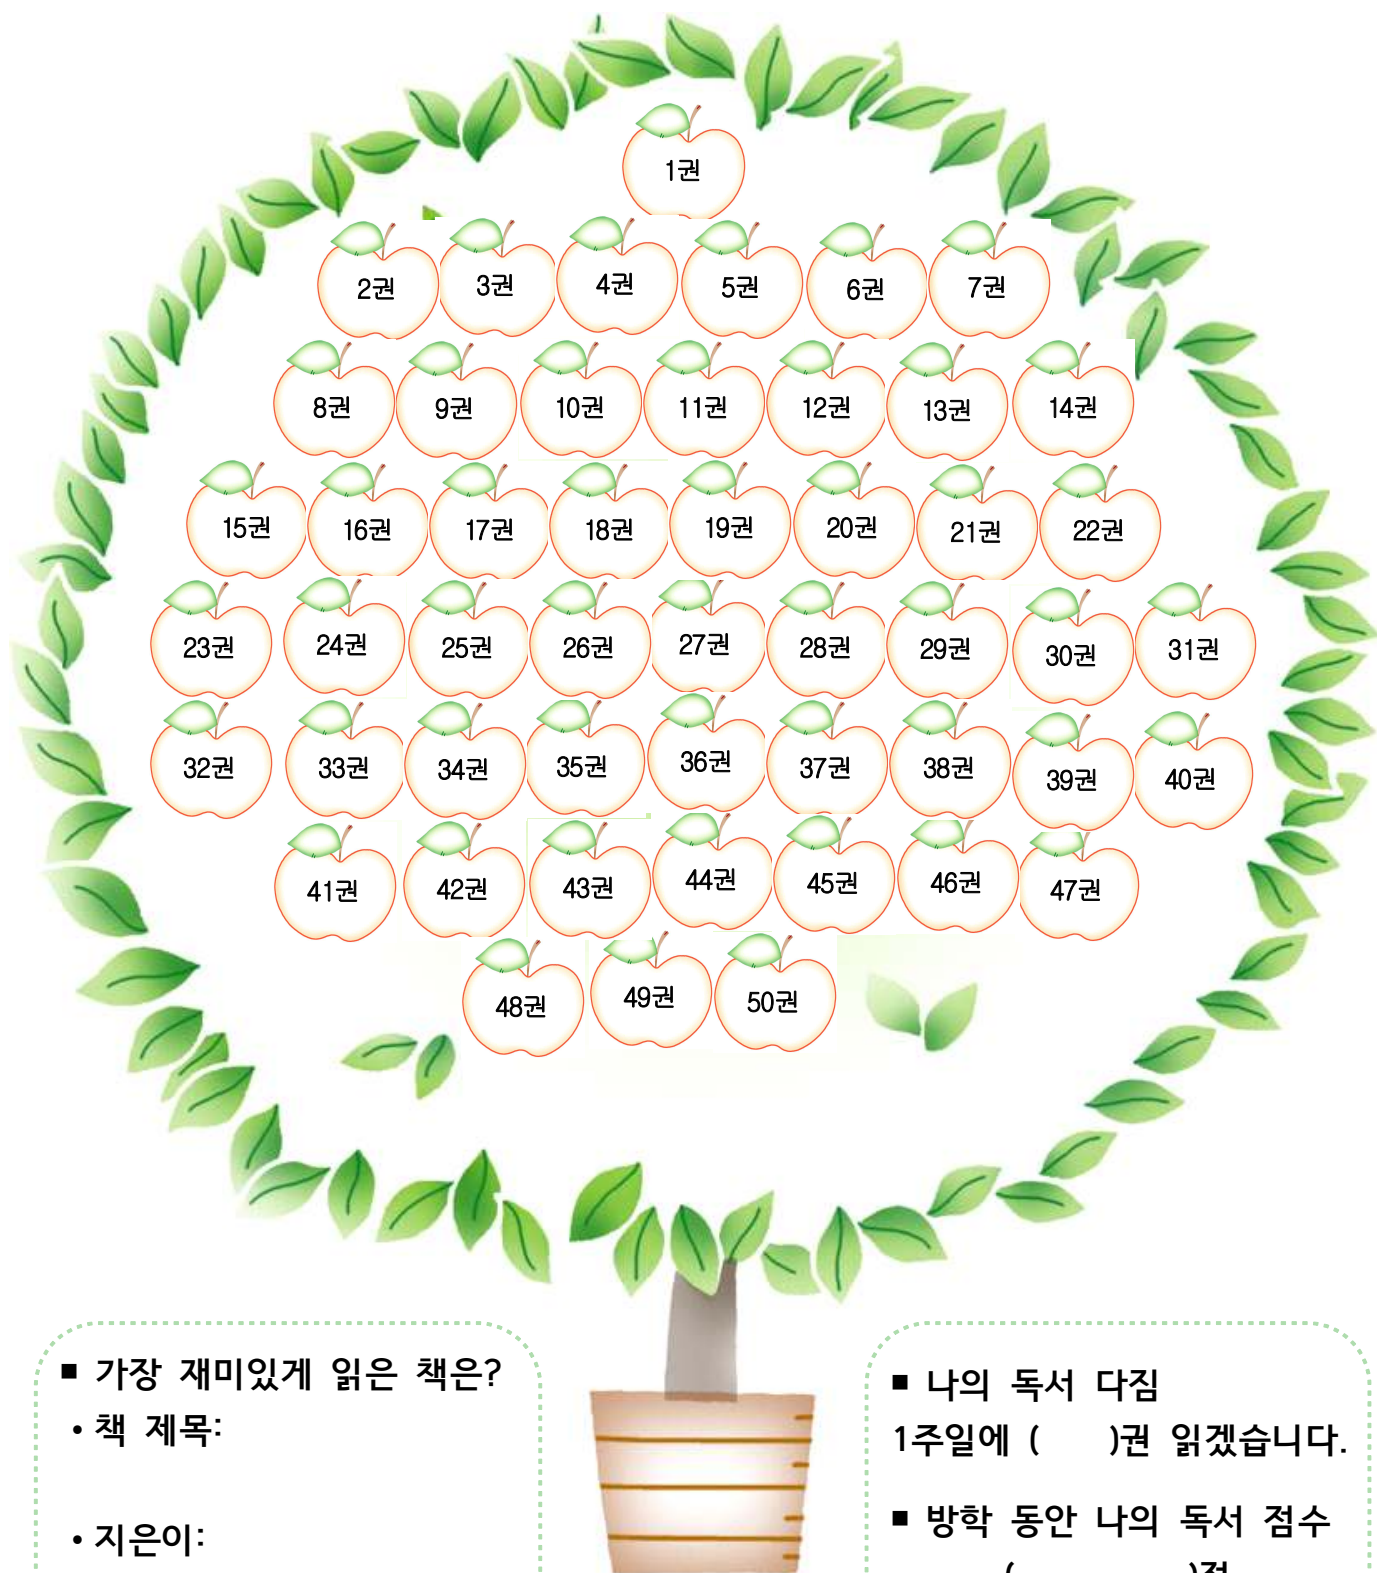 1권
2권 3권 4권 5권 6권 7권
8권 9권 10권 11권 12권 13권 14권
15권 16권 17권 18권 19권 20권 21권 22권
23권 24권 25권 26권 27권 28권 29권 30권 31권
32권 33권 34권 35권 36권 37권 38권 39권 40권
41권 42권 43권 44권 45권 46권 47권
48권 49권 50권
■ 가장 재미있게 읽은 책은?
• 책 제목:
• 지은이:
■ 나의 독서 다짐
1주일에 (    )권 읽겠습니다.
■ 방학 동안 나의 독서 점수
(          )점